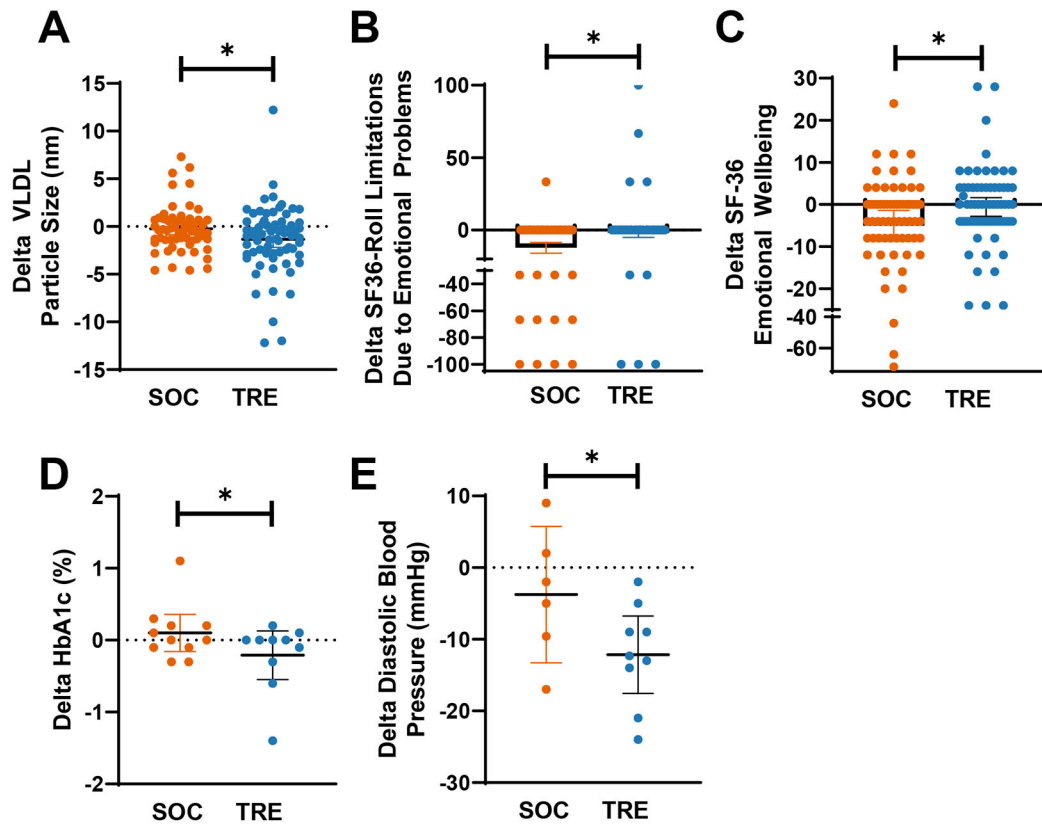 A
*
Delta VLDL
Particle Size (nm)
15
10
5
0
-5
-10
-15
SOC TRE
B
*
Delta SF36-Roll Limitations
Due to Emotional Problems
100
50
0
-40
-60
-80
-100
SOC TRE
C
*
Delta SF-36
Emotional Wellbeing
30
20
10
0
-10
-20
-40
-60
SOC TRE
D
*
Delta HbA1c (%)
2
1
0
-1
-2
SOC TRE
E
*
Delta Diastolic Blood
Pressure (mmHg)
10
0
-10
-20
-30
SOC TRE